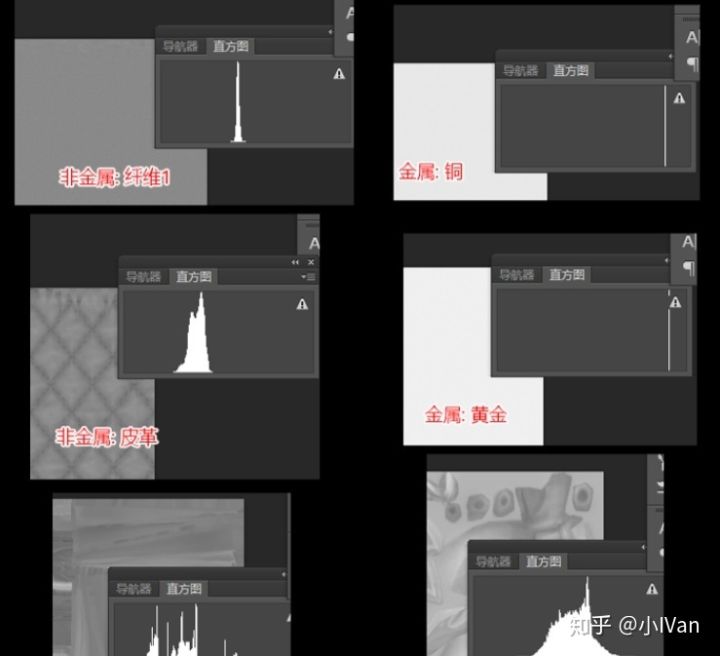 导航器 直方图
非金属: 纤维1
A
导航器 直方图
金属: 铜
A
导航器 直方图
非金属: 皮革
A
导航器 直方图
金属: 黄金
导航器 直方图
导航器 直方图
知乎 @小IVan